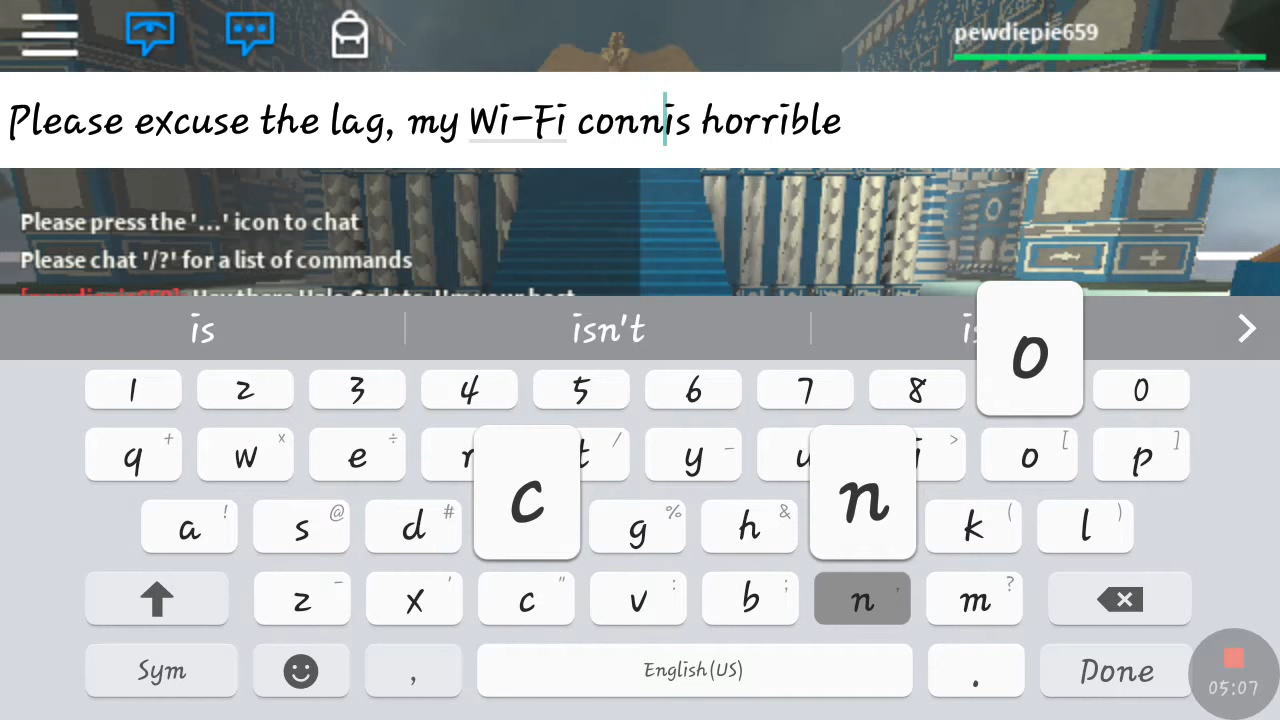 pewdiepie659
Please excuse the lag, my Wi-Fi connis horrible
Please press the '...' icon to chat
Please chat '/?' for a list of commands
is isn't
o
1 2 3 4 5 6 7 8 0
q + w x e ÷ r t / y - u > o [ p ]
c n
a ! s @ d # g % h & k ( l )
z - x ' c " v : b ; n , m ? 
Sym , English(US) . Done
05:07